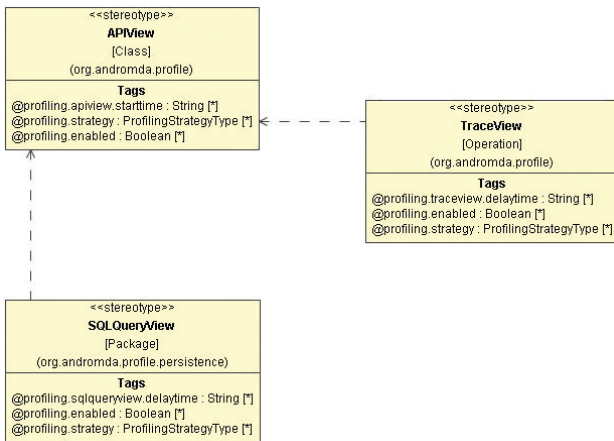 <<stereotype>>
APIView
[Class]
(org.andromda.profile)
Tags
@profiling.apiview.starttime : String [*]
@profiling.strategy : ProfilingStrategyType [*]
@profiling.enabled : Boolean [*]
<<stereotype>>
TraceView
[Operation]
(org.andromda.profile)
Tags
@profiling.traceview.delaytime : String [*]
@profiling.enabled : Boolean [*]
@profiling.strategy : ProfilingStrategyType [*]
<<stereotype>>
SQLQueryView
[Package]
(org.andromda.profile.persistence)
Tags
@profiling.sqlqueryview.delaytime : String [*]
@profiling.enabled : Boolean [*]
@profiling.strategy : ProfilingStrategyType [*]